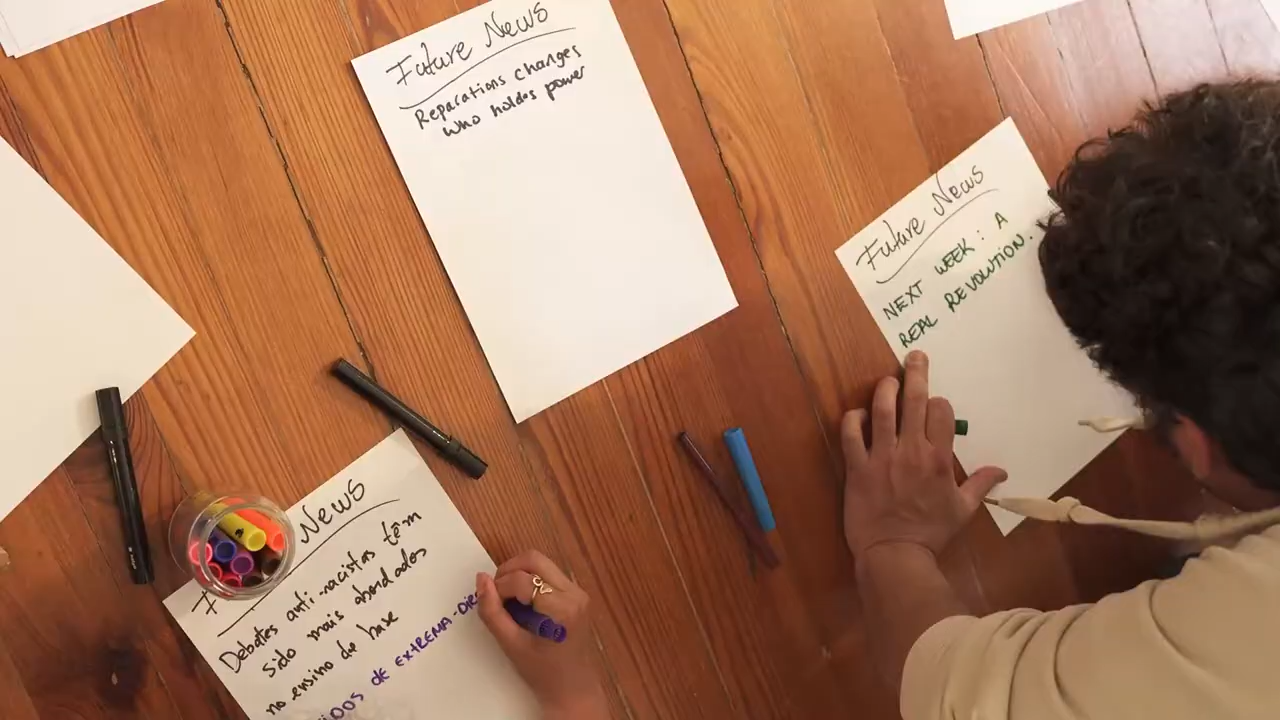 Future News
Reparations changes
who holds power
Future News
NEXT WEEK: A
REAL REVOLUTION.
News
Debates anti-racistas têm
sido mais abordados
no ensino de base
DE EXTREMA-